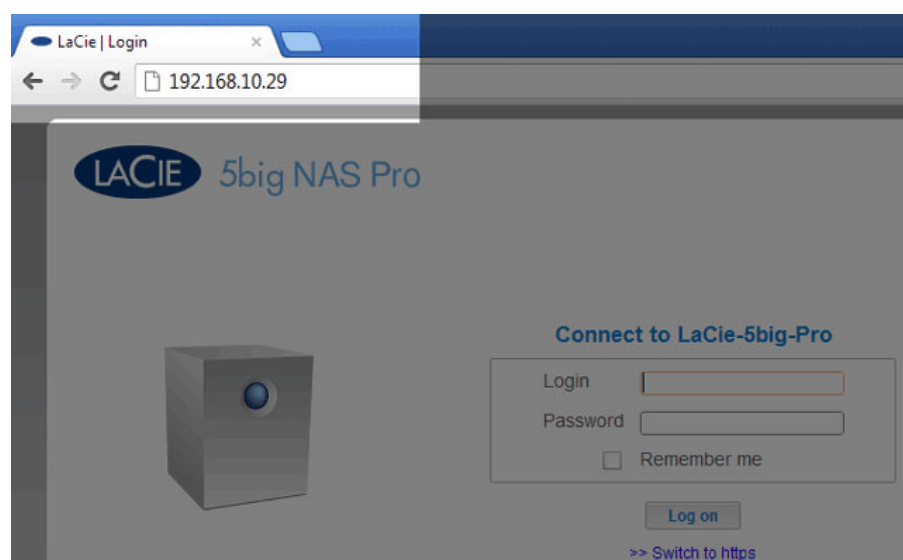 LaCie | Login
192.168.10.29
LACIE 5big NAS Pro
Connect to LaCie-5big-Pro
Login
Password
Remember me
Log on
>> Switch to https